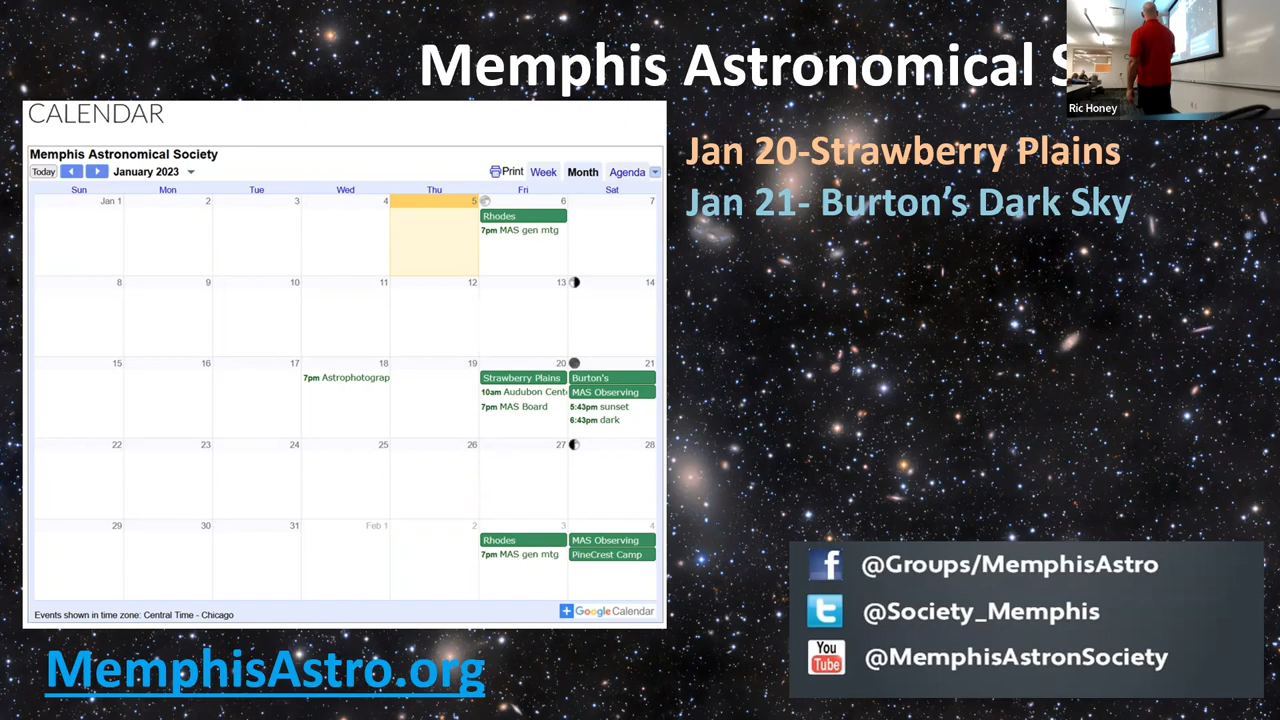 Memphis Astronomical S
Ric Honey
CALENDAR
Memphis Astronomical Society
Today January 2023 Print Week Month Agenda
Sun Mon Tue Wed Thu Fri Sat
Jan 1 2 3 4 5 6 7
Rhodes
7pm MAS gen mtg
8 9 10 11 12 13 14
15 16 17 18 19 20 21
7pm Astrophotograp Strawberry Plains Burton's
10am Audubon Cent MAS Observing
7pm MAS Board 5:43pm sunset
6:43pm dark
22 23 24 25 26 27 28
29 30 31 Feb 1 2 3 4
Rhodes MAS Observing
7pm MAS gen mtg PineCrest Camp
Events shown in time zone: Central Time - Chicago
Google Calendar
Jan 20-Strawberry Plains
Jan 21- Burton’s Dark Sky
MemphisAstro.org
f @Groups/MemphisAstro
t @Society_Memphis
You Tube @MemphisAstronSociety